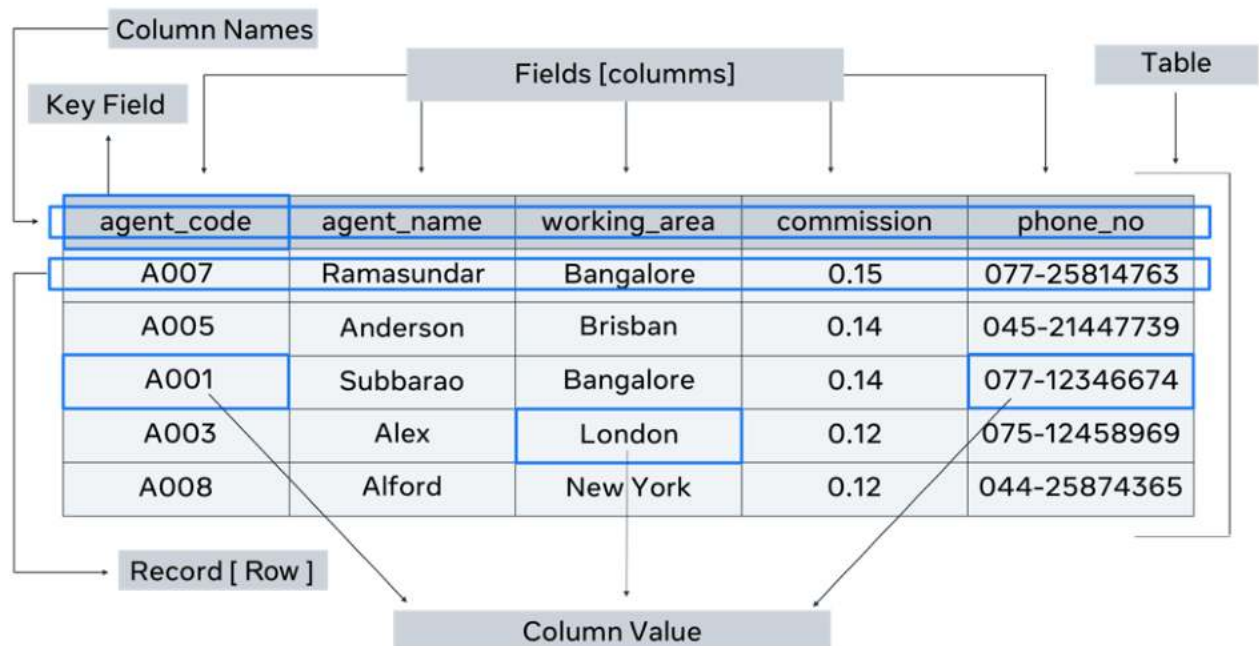 Column Names
Fields [columms]
Table
Key Field
agent_code agent_name working_area commission phone_no
A007 Ramasundar Bangalore 0.15 077-25814763
A005 Anderson Brisban 0.14 045-21447739
A001 Subbarao Bangalore 0.14 077-12346674
A003 Alex London 0.12 075-12458969
A008 Alford New York 0.12 044-25874365
Record [ Row ]
Column Value